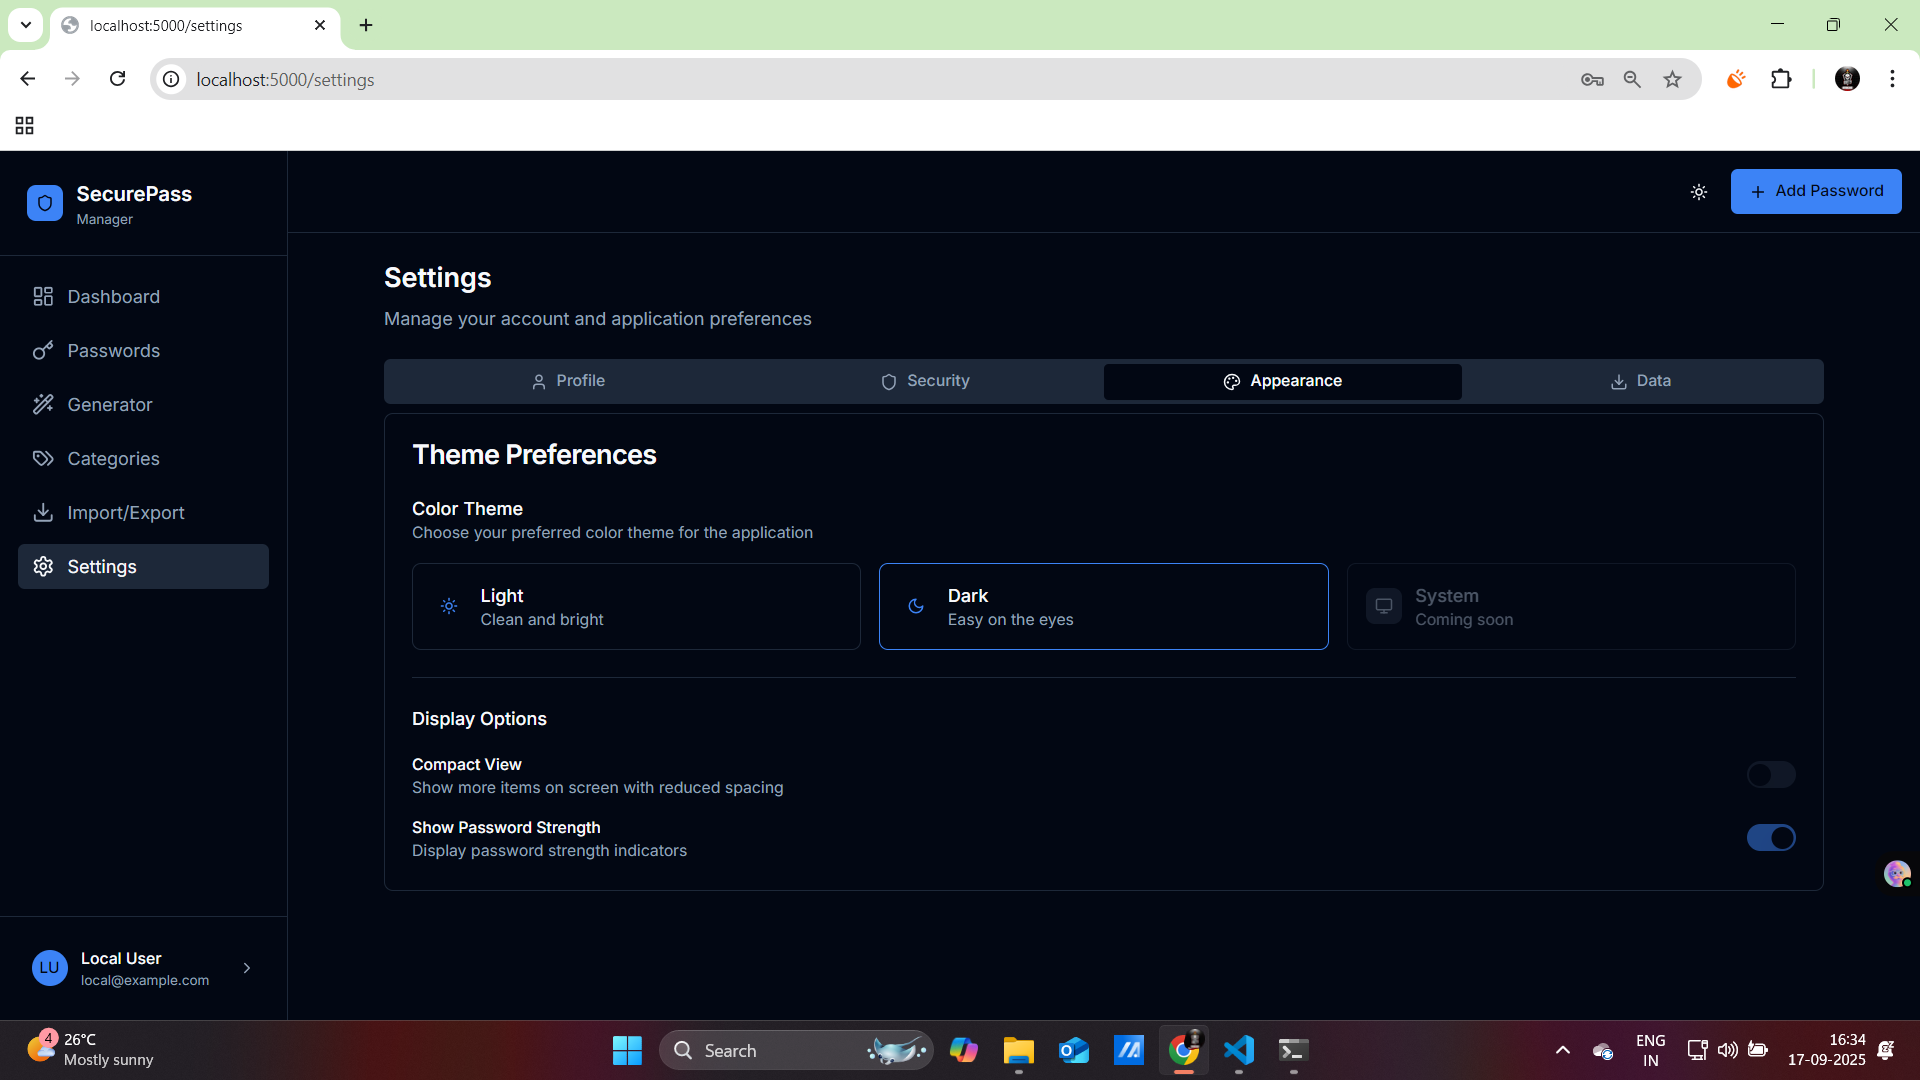 localhost:5000/settings
localhost:5000/settings
SecurePass
Manager
Add Password
Dashboard
Passwords
Generator
Categories
Import/Export
Settings
Settings
Manage your account and application preferences
Profile
Security
Appearance
Data
Theme Preferences
Color Theme
Choose your preferred color theme for the application
Light
Clean and bright
Dark
Easy on the eyes
System
Coming soon
Display Options
Compact View
Show more items on screen with reduced spacing
Show Password Strength
Display password strength indicators
LU
Local User
local@example.com
4
26°C
Mostly sunny
Search
ENG
IN
16:34
17-09-2025